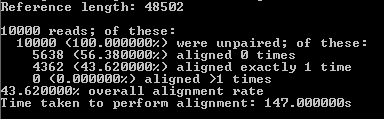 Reference length: 48502
10000 reads; of these:
10000 (100.000000%) were unpaired; of these:
5638 (56.380000%) aligned 0 times
4362 (43.620000%) aligned exactly 1 time
0 (0.000000%) aligned >1 times
43.620000% overall alignment rate
Time taken to perform alignment: 147.000000s